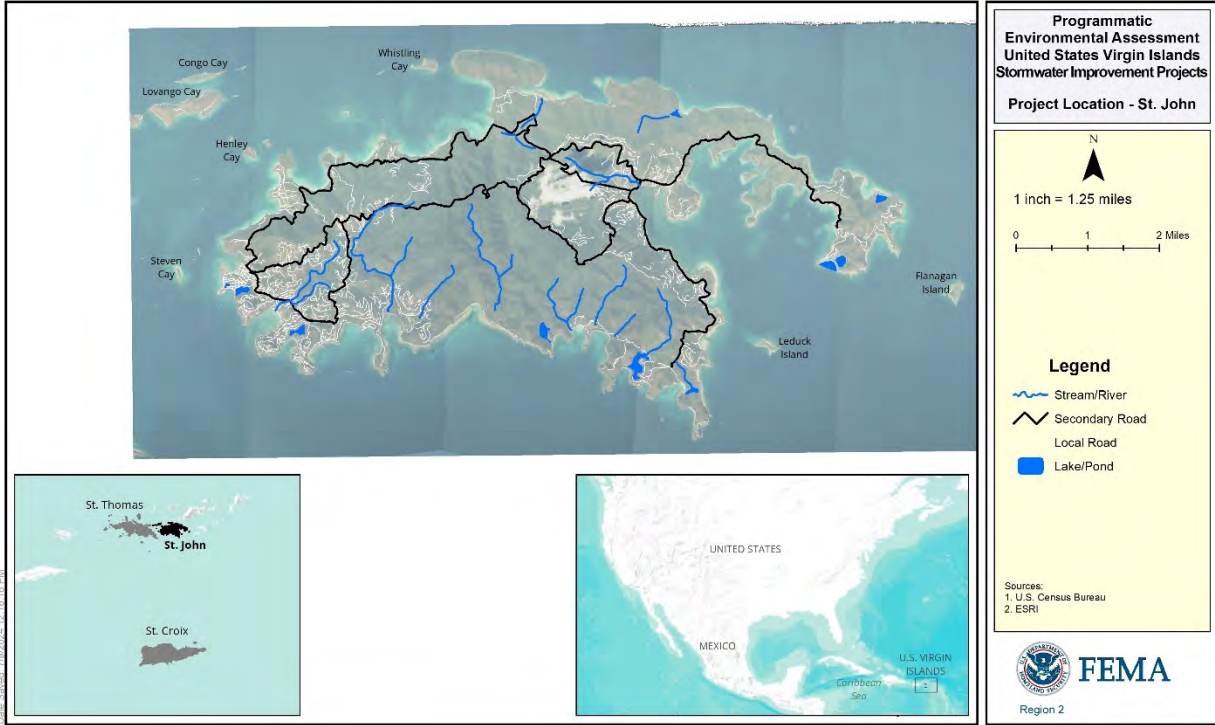 Whistling
Cay
Congo Cay
Lovango Cay
Henley
Cay
Steven
Cay
Flanagan
Island
Leduck
Island
St. Thomas
St. John
St. Croix
UNITED STATES
MEXICO
U.S. VIRGIN
ISLANDS
Caribbean
Sea
Programmatic
Environmental Assessment
United States Virgin Islands
Stormwater Improvement Projects
Project Location - St. John
N
1 inch = 1.25 miles
0 1 2 Miles
Legend
Stream/River
Secondary Road
Local Road
Lake/Pond
Sources:
1. U.S. Census Bureau
2. ESRI
FEMA
Region 2